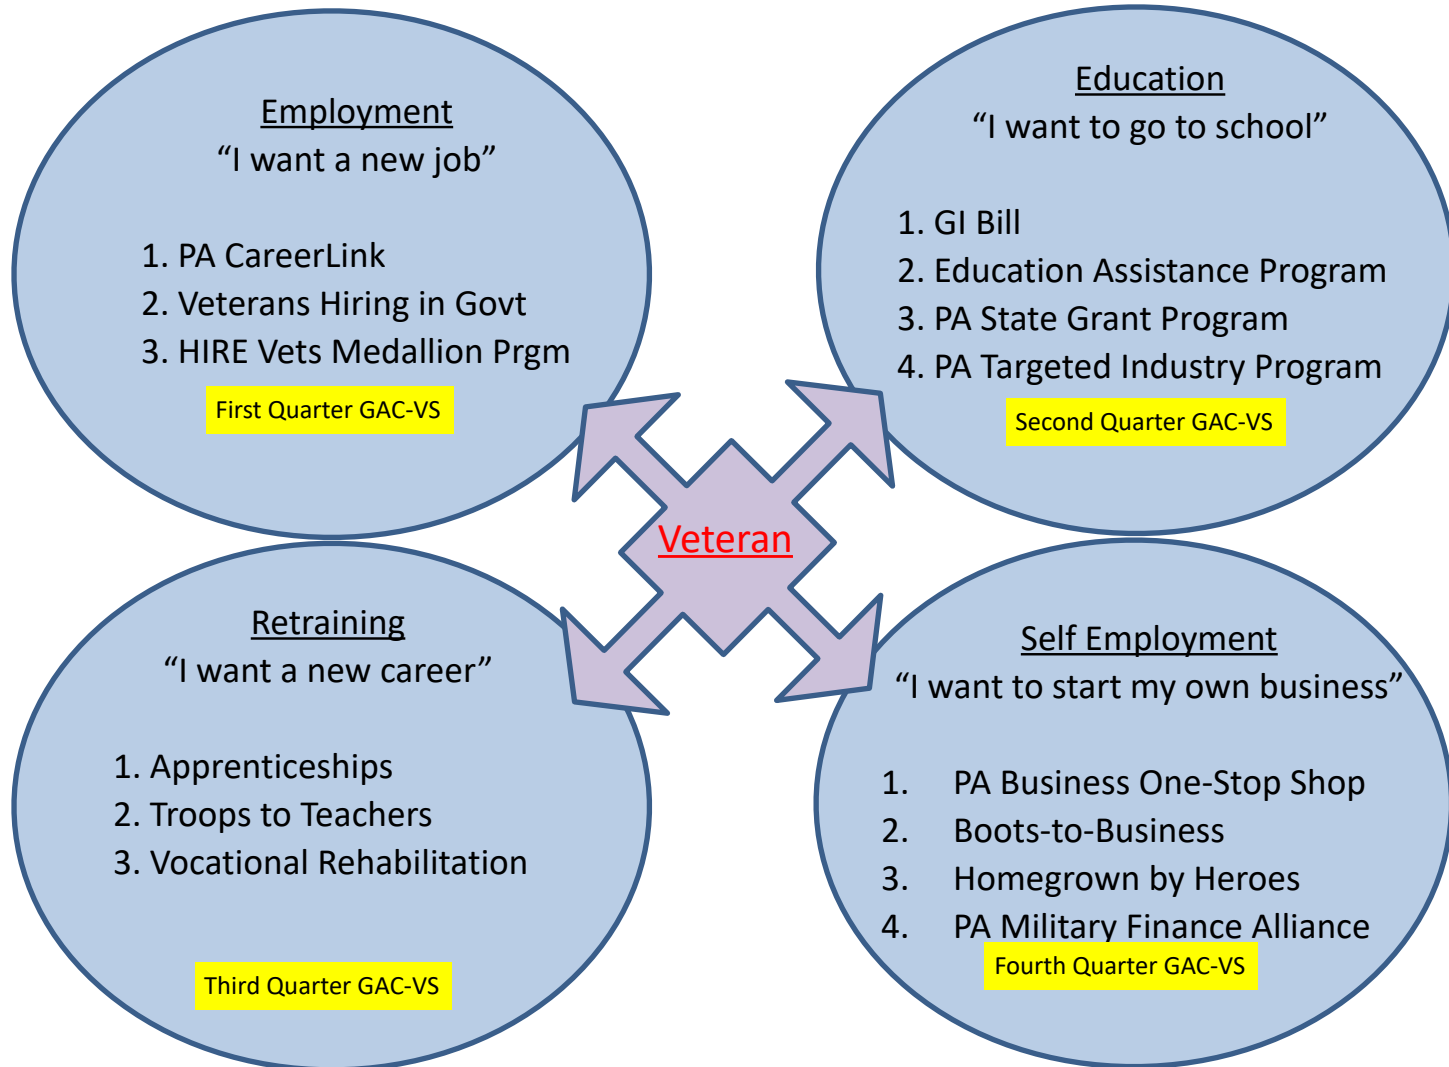 Employment
“I want a new job”
1. PA CareerLink
2. Veterans Hiring in Govt
3. HIRE Vets Medallion Prgm
First Quarter GAC-VS
Education
“I want to go to school”
1. GI Bill
2. Education Assistance Program
3. PA State Grant Program
4. PA Targeted Industry Program
Second Quarter GAC-VS
Veteran
Retraining
“I want a new career”
1. Apprenticeships
2. Troops to Teachers
3. Vocational Rehabilitation
Third Quarter GAC-VS
Self Employment
“I want to start my own business”
1. PA Business One-Stop Shop
2. Boots-to-Business
3. Homegrown by Heroes
4. PA Military Finance Alliance
Fourth Quarter GAC-VS